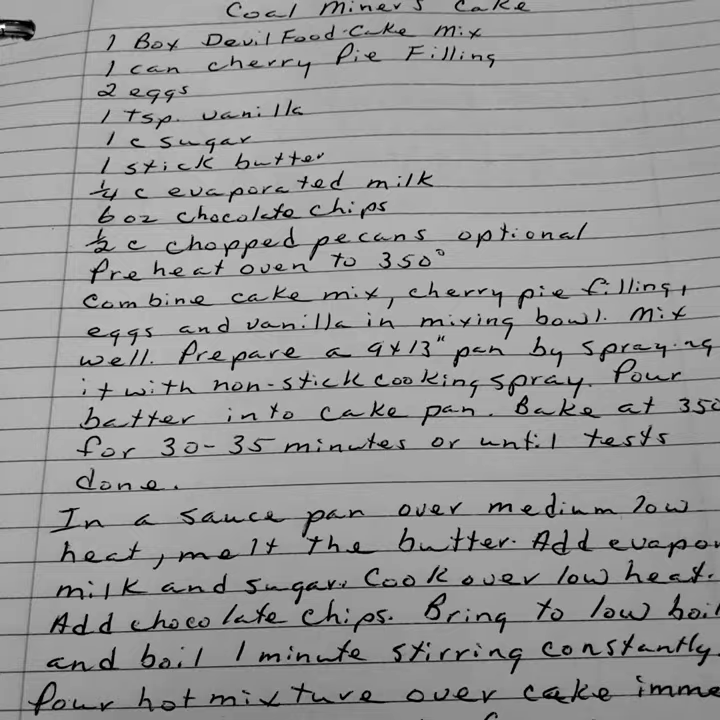 Coal Miner's Cake
1 Box Devil Food Cake Mix
1 can cherry Pie Filling
2 eggs
1 Tsp. vanilla
1 c sugar
1 stick butter
1/4 c evaporated milk
6 oz chocolate chips
1/2 c chopped pecans optional
Preheat oven to 350°
Combine cake mix, cherry pie filling,
eggs and vanilla in mixing bowl. Mix
well. Prepare a 9x13" pan by spraying
it with non-stick cooking spray. Pour
batter into cake pan. Bake at 350
for 30-35 minutes or until tests
done.
In a sauce pan over medium low
heat, melt the butter. Add evapor
milk and sugar. Cook over low heat.
Add chocolate chips. Bring to low boil
and boil 1 minute stirring constantly.
Pour hot mixture over cake imme